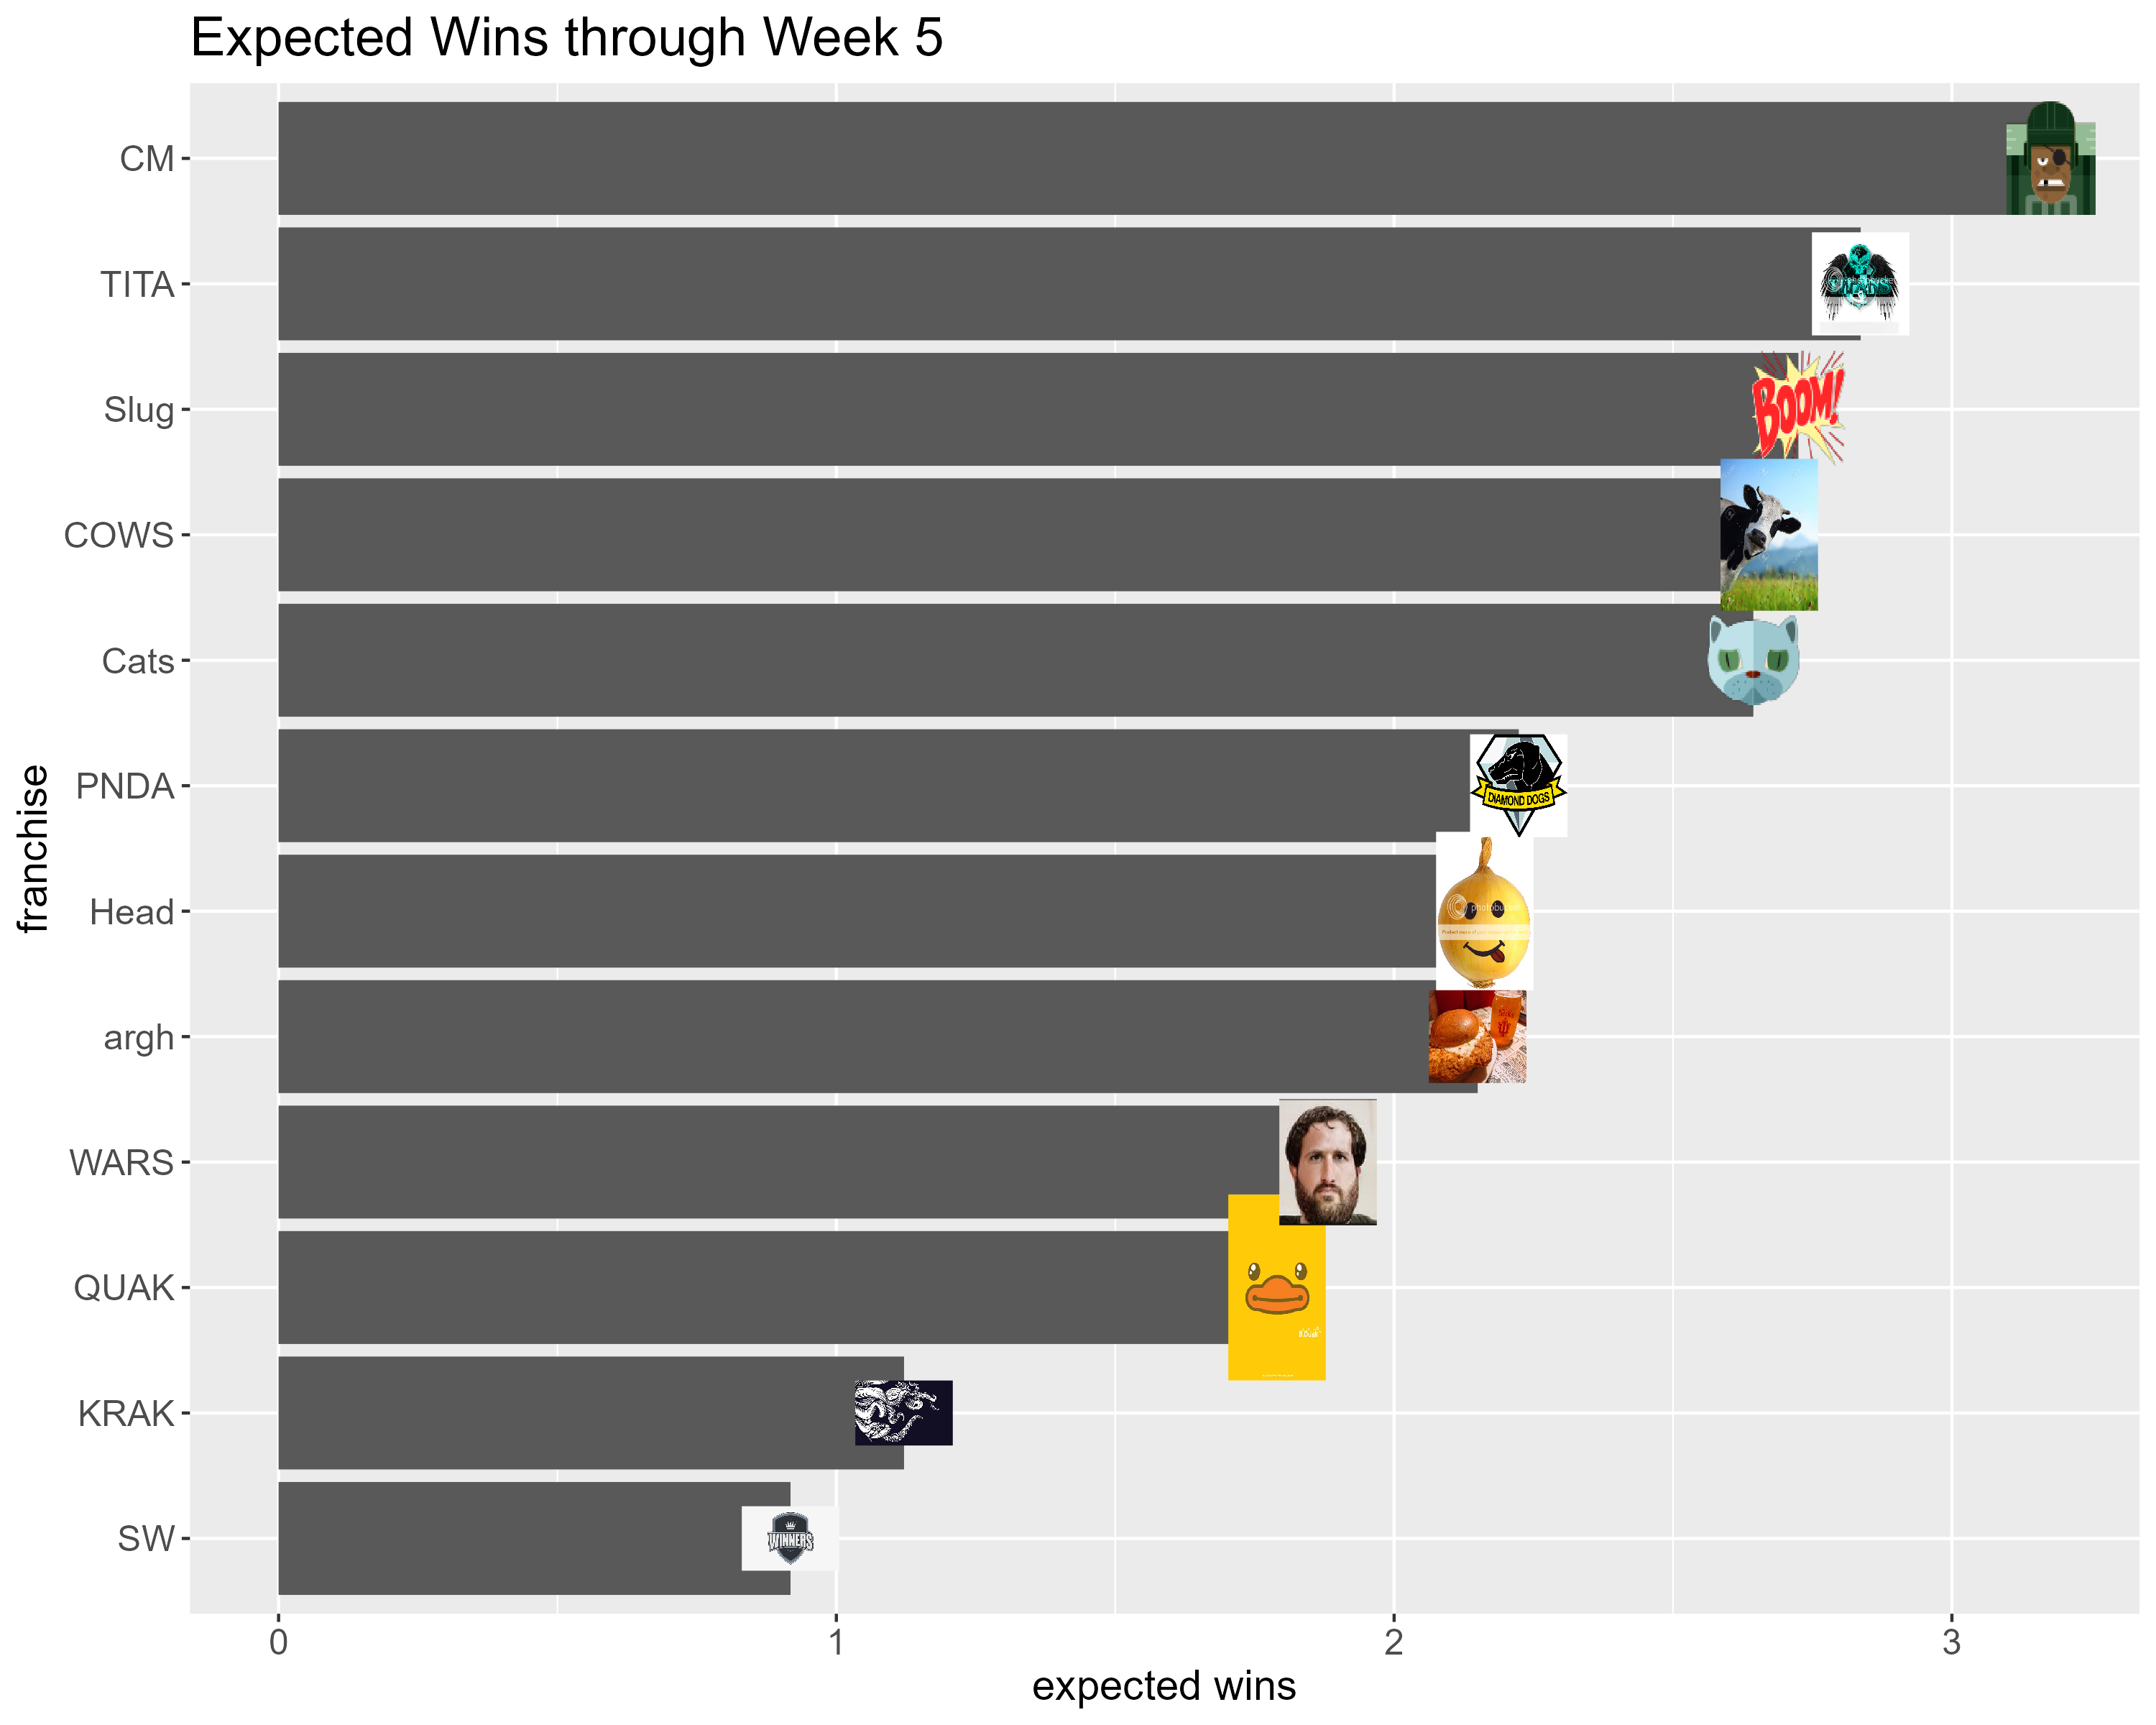 Expected Wins through Week 5
franchise
CM
TITA
Slug
BOOM!
COWS
Cats
PNDA
DIAMOND DOGS
Head
photobucket
argh
WARS
QUAK
KRAK
SW
WINNERS
0 1 2 3
expected wins